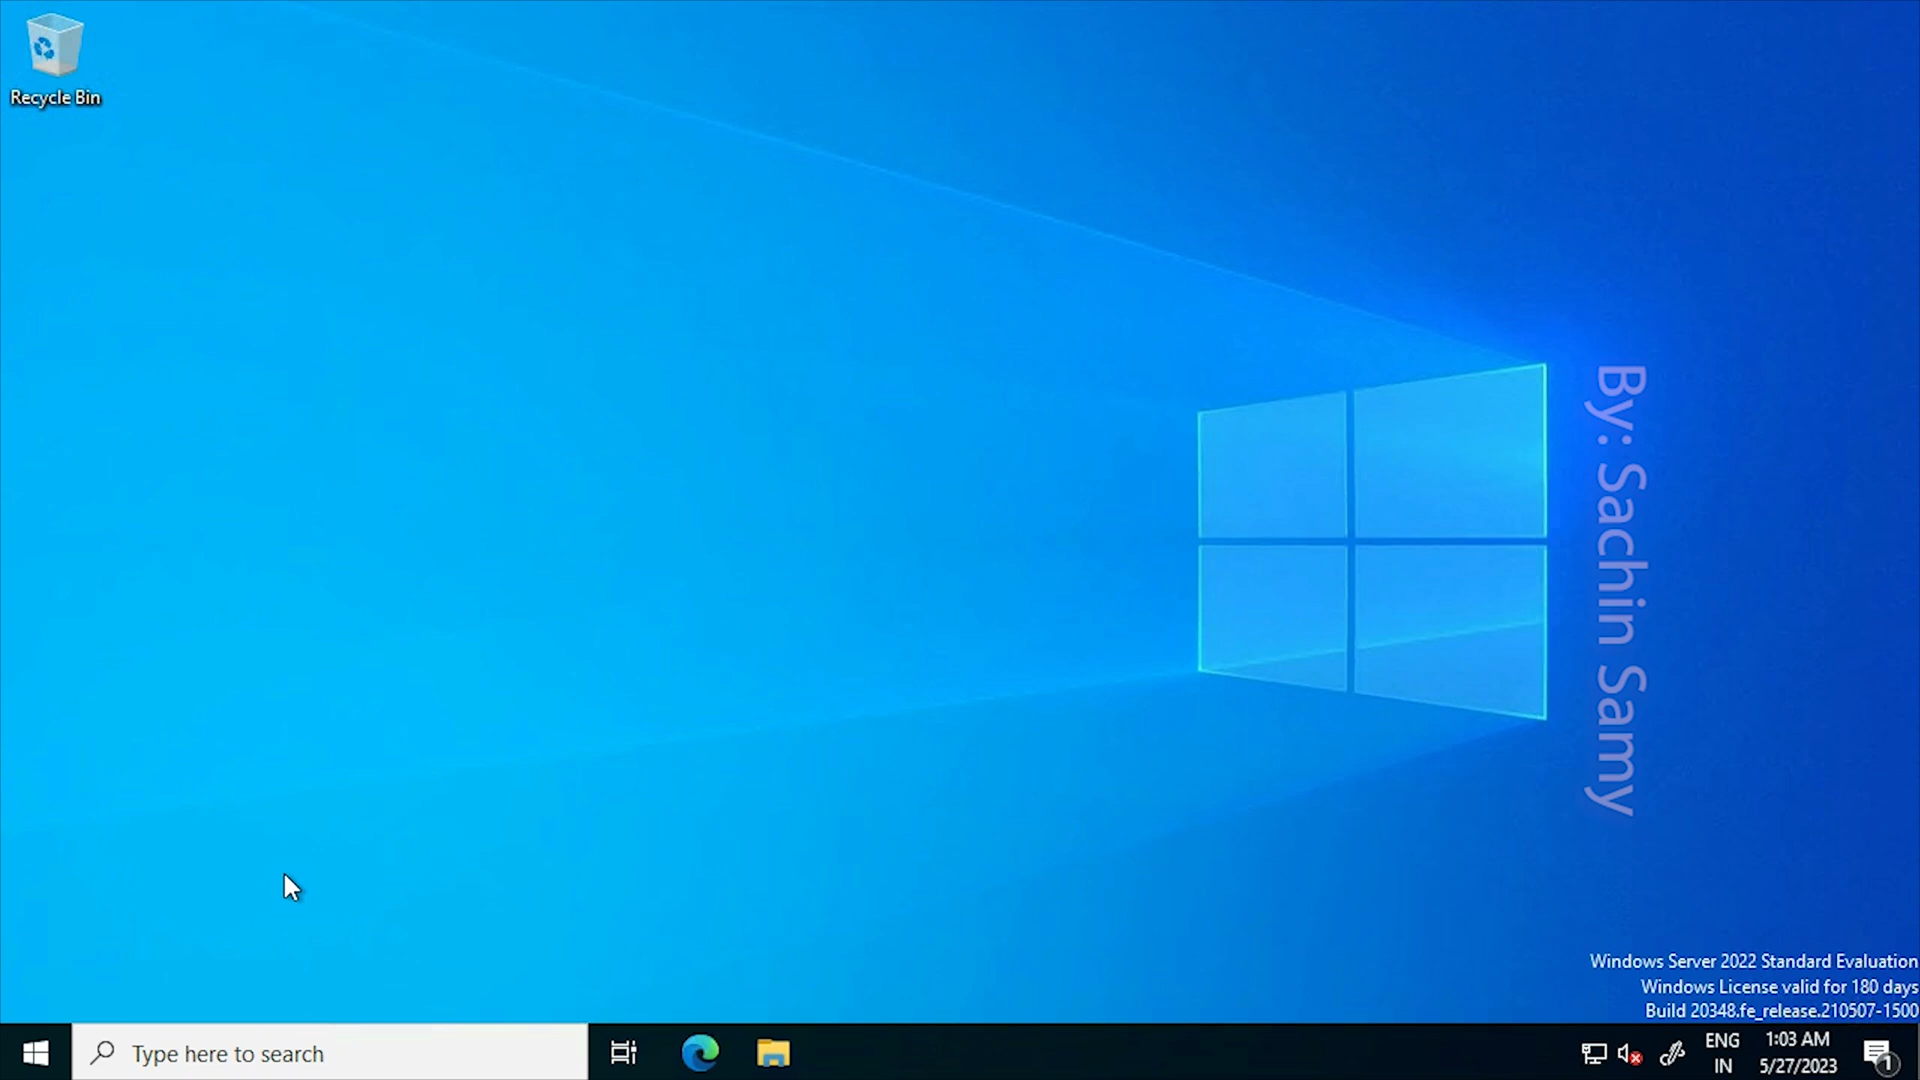 Recycle Bin
By: Sachin Samy
Windows Server 2022 Standard Evaluation
Windows License valid for 180 days
Build 20348.fe_release.210507-1500
Type here to search
ENG
IN
1:03 AM
5/27/2023
1